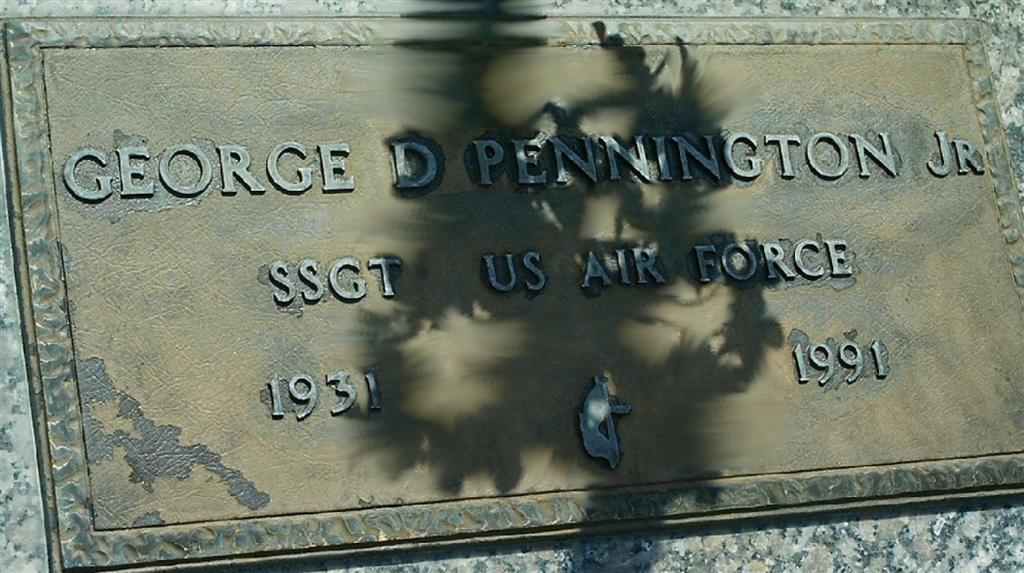 GEORGE D PENNINGTON JR
SSGT US AIR FORCE
1931 1991